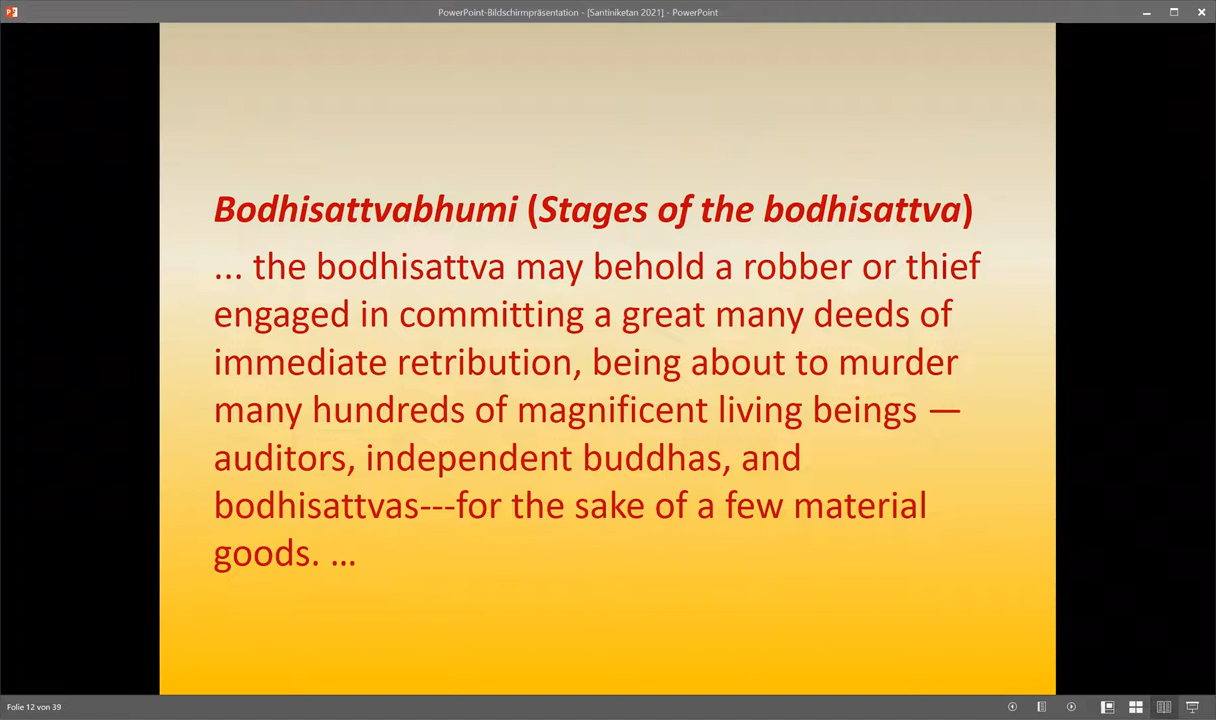 PowerPoint-Bildschirmpräsentation - [Santiniketan 2021] - PowerPoint
Bodhisattvabhumi (Stages of the bodhisattva)
... the bodhisattva may behold a robber or thief
engaged in committing a great many deeds of
immediate retribution, being about to murder
many hundreds of magnificent living beings —
auditors, independent buddhas, and
bodhisattvas---for the sake of a few material
goods. ...
Folie 12 von 39